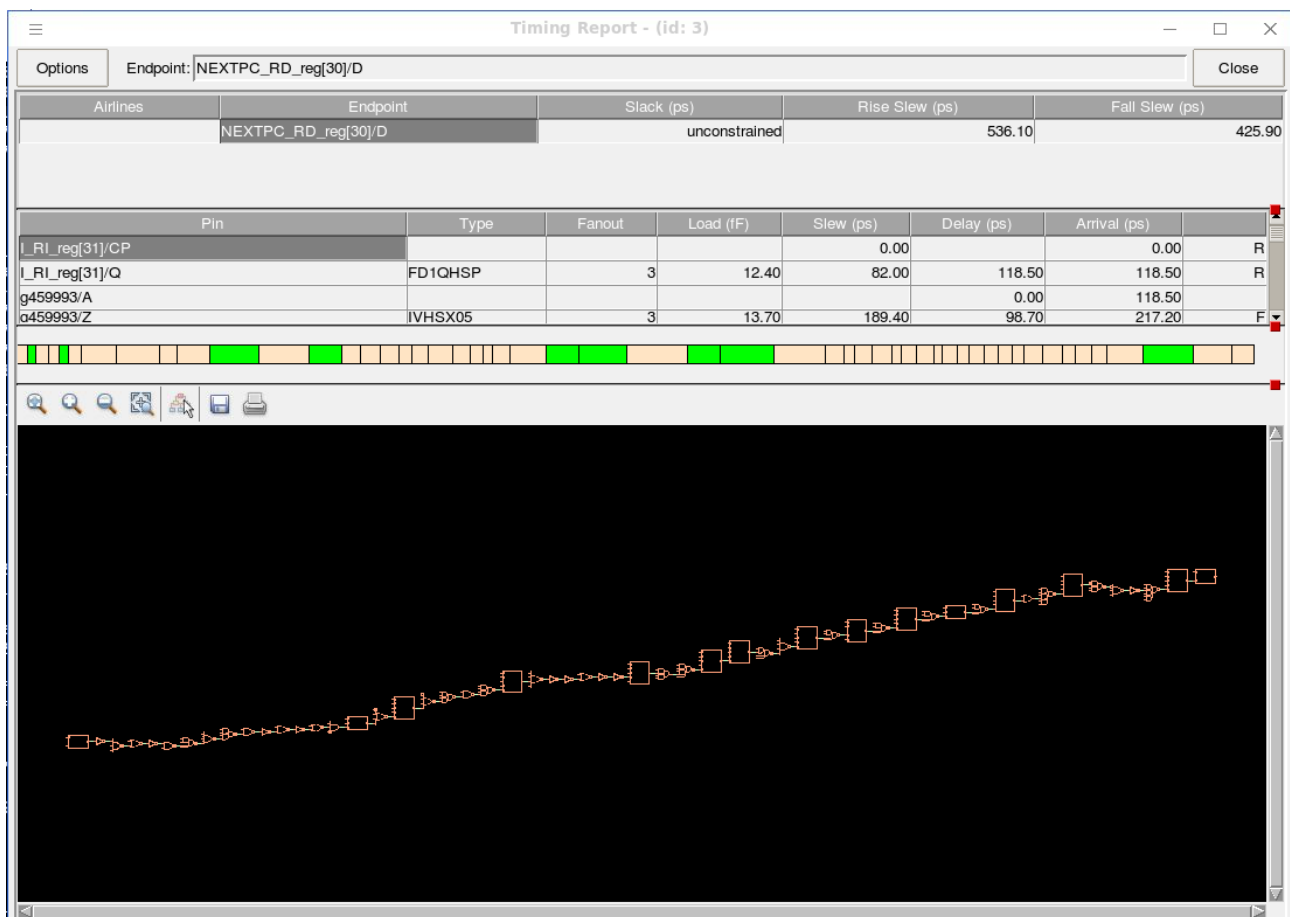 Timing Report - (id: 3)
Options Endpoint: NEXTPC_RD_reg[30]/D Close
Airlines Endpoint Slack (ps) Rise Slew (ps) Fall Slew (ps)
NEXTPC_RD_reg[30]/D unconstrained 536.10 425.90
Pin Type Fanout Load (fF) Slew (ps) Delay (ps) Arrival (ps)
I_RI_reg[31]/CP 0.00 0.00 R
I_RI_reg[31]/Q FD1QHSP 3 12.40 82.00 118.50 118.50 R
g459993/A 0.00 118.50
g459993/Z IVHSX05 3 13.70 189.40 98.70 217.20 F